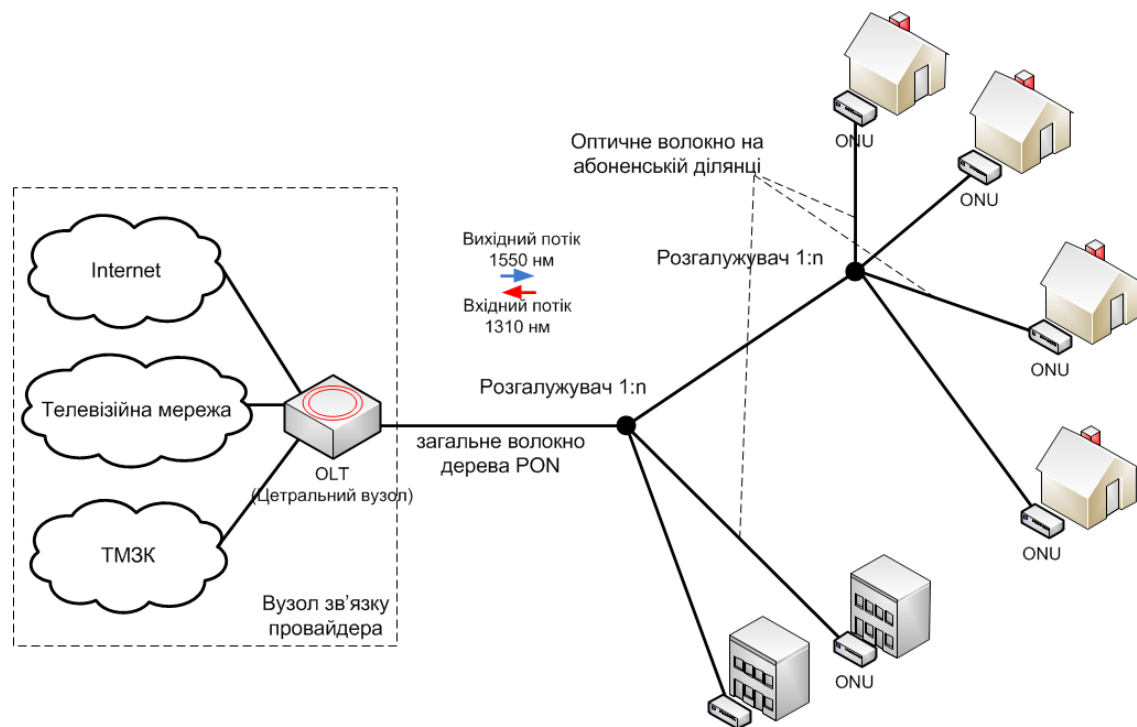 ONU
Оптичне волокно на
абоненській ділянці
ONU
Вихідний потік
1550 нм
Вхідний потік
1310 нм
Розгалужувач 1:n
Internet
ONU
Телевізійна мережа
Розгалужувач 1:n
загальне волокно
дерева PON
OLT
(Цетральний вузол)
ТМЗК
ONU
Вузол зв'язку
провайдера
ONU